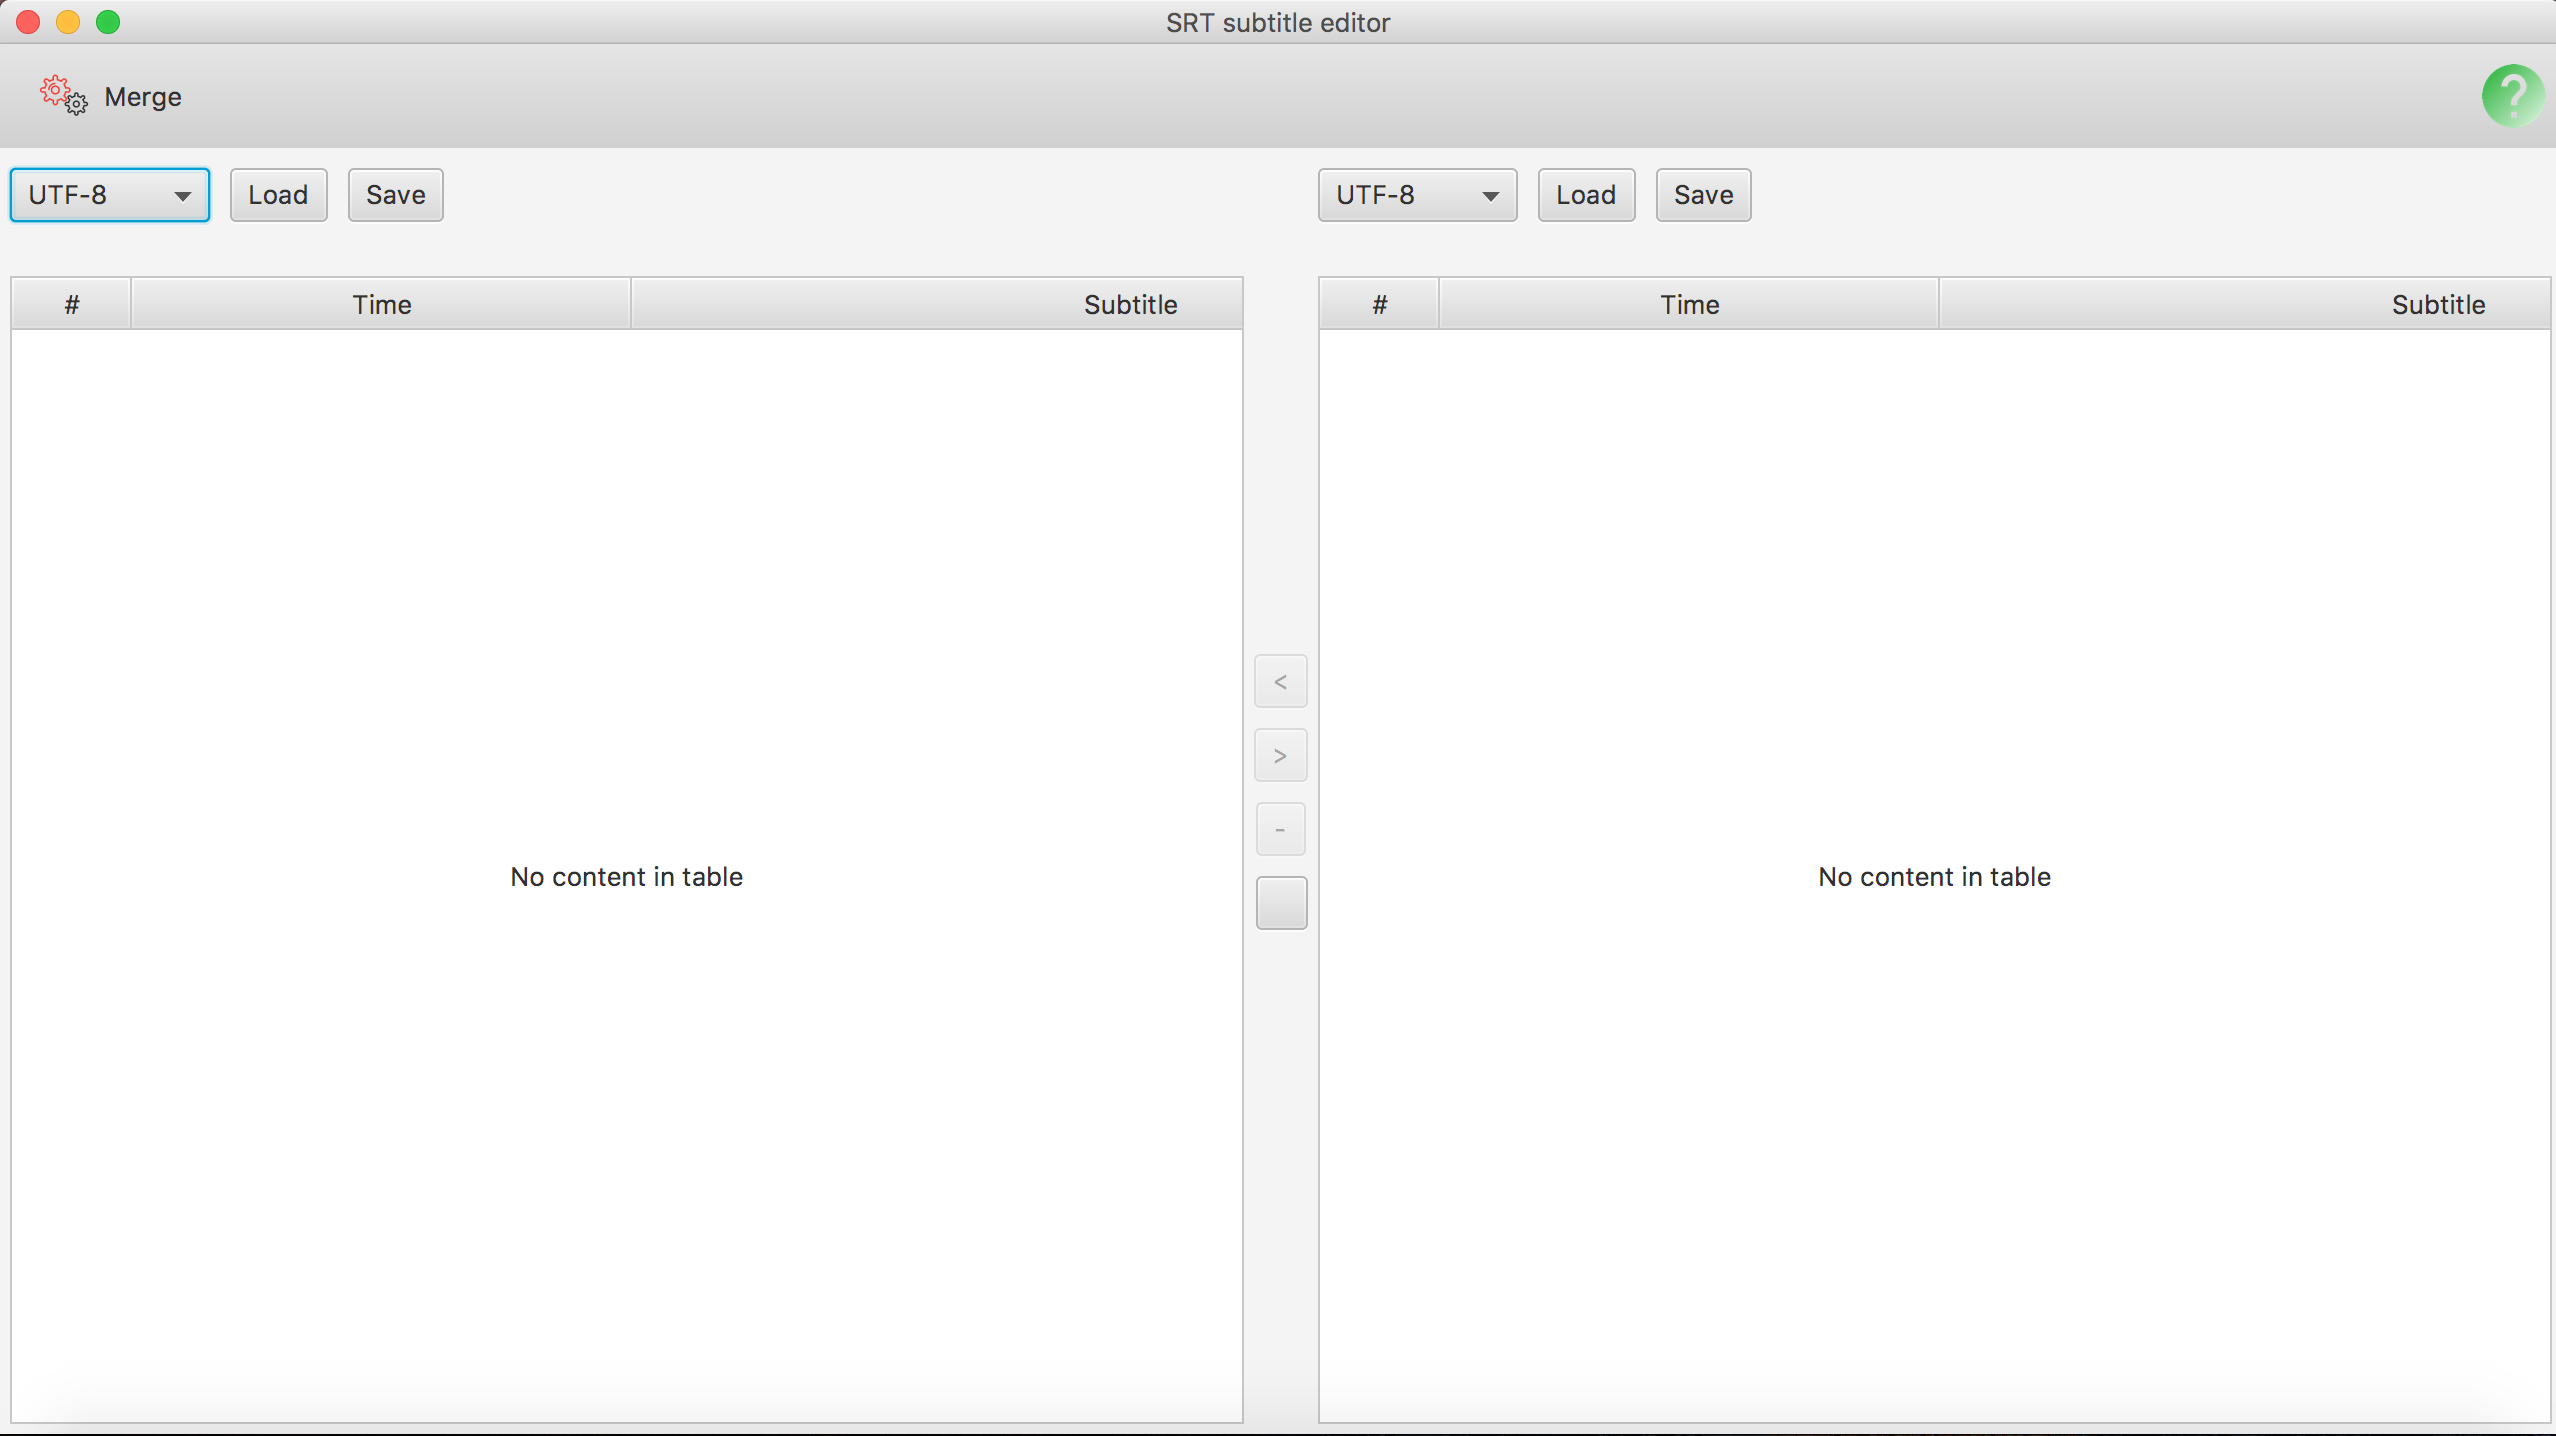 SRT subtitle editor
Merge
?
UTF-8 Load Save
UTF-8 Load Save
# Time Subtitle
# Time Subtitle
<
>
-
No content in table
No content in table